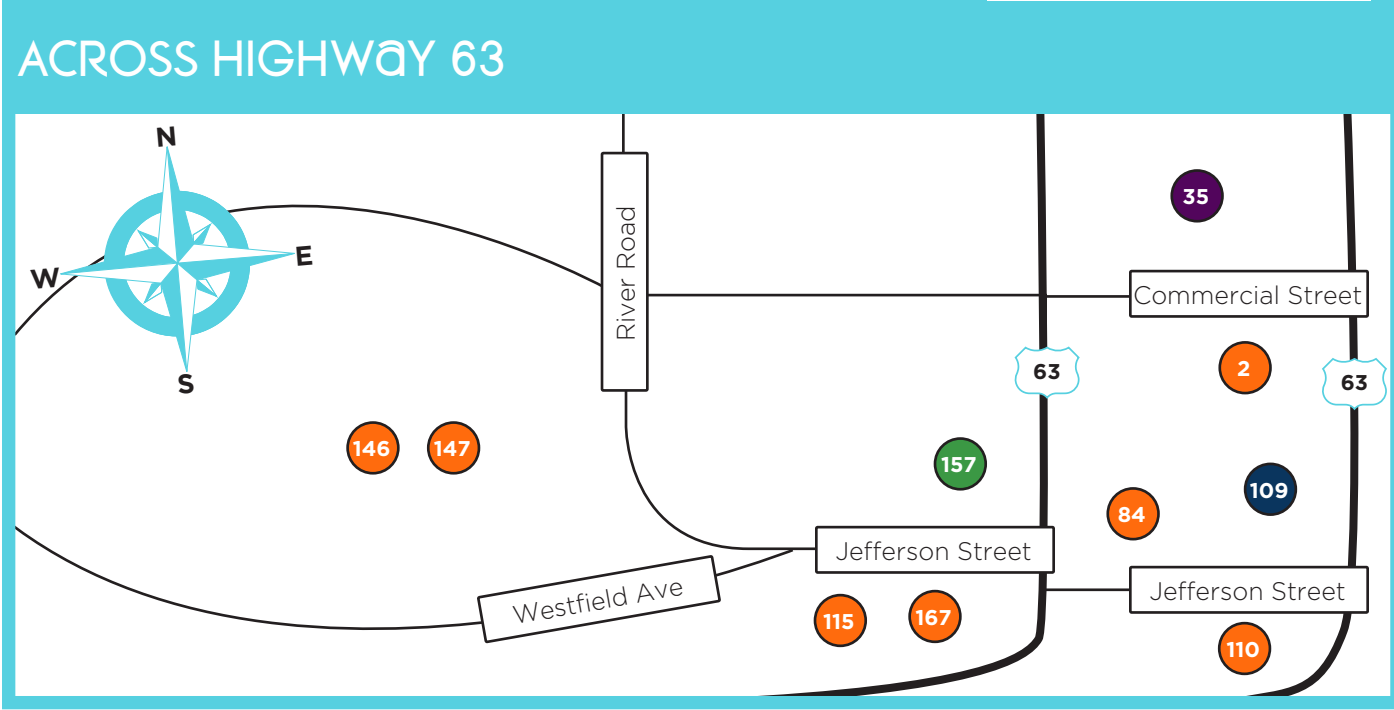 ACROSS HIGHWAY 63
N
W
E
S
River Road
35
Commercial Street
63
2
63
146
147
157
109
84
Jefferson Street
Westfield Ave
Jefferson Street
115
167
110